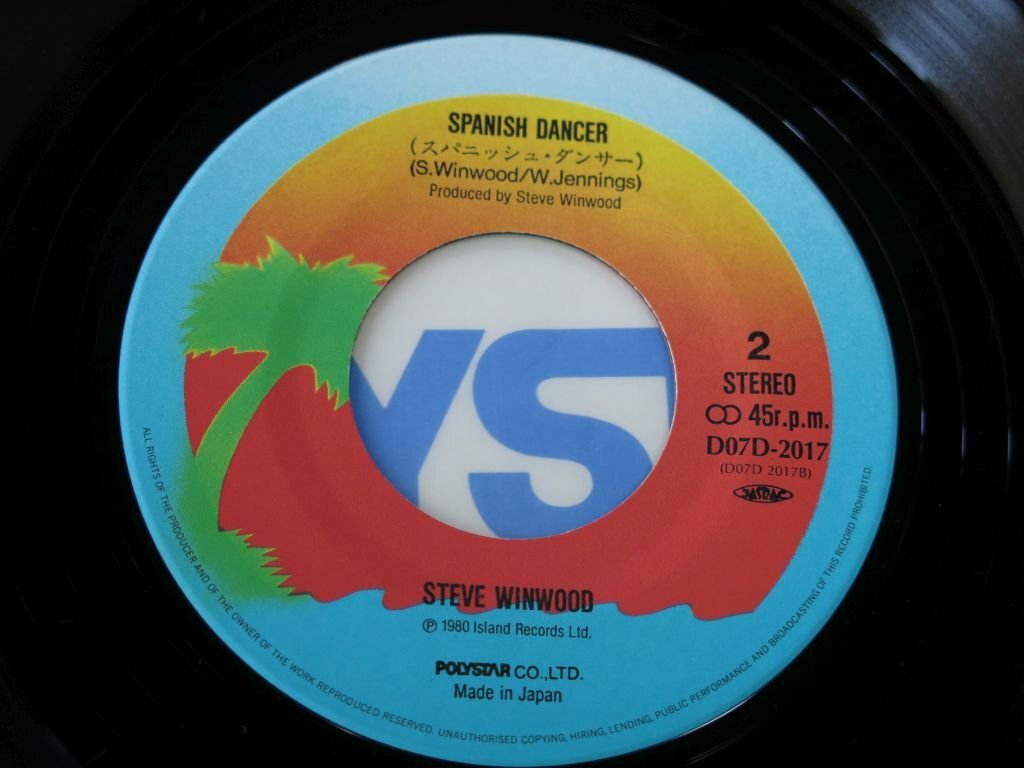 SPANISH DANCER
(スパニッシュ・ダンサー)
(S.Winwood/W.Jennings)
Produced by Steve Winwood
YS
2
STEREO
45r.p.m.
D07D-2017
(D07D 2017B)
JASRAC
STEVE WINWOOD
Ⓟ 1980 Island Records Ltd.
POLYSTAR CO.,LTD.
Made in Japan
ALL RIGHTS OF THE PRODUCER AND OF THE OWNER OF THE WORK REPRODUCED RESERVED. UNAUTHORISED COPYING, HIRING, LENDING, PUBLIC PERFORMANCE AND BROADCASTING OF THIS RECORD PROHIBITED.